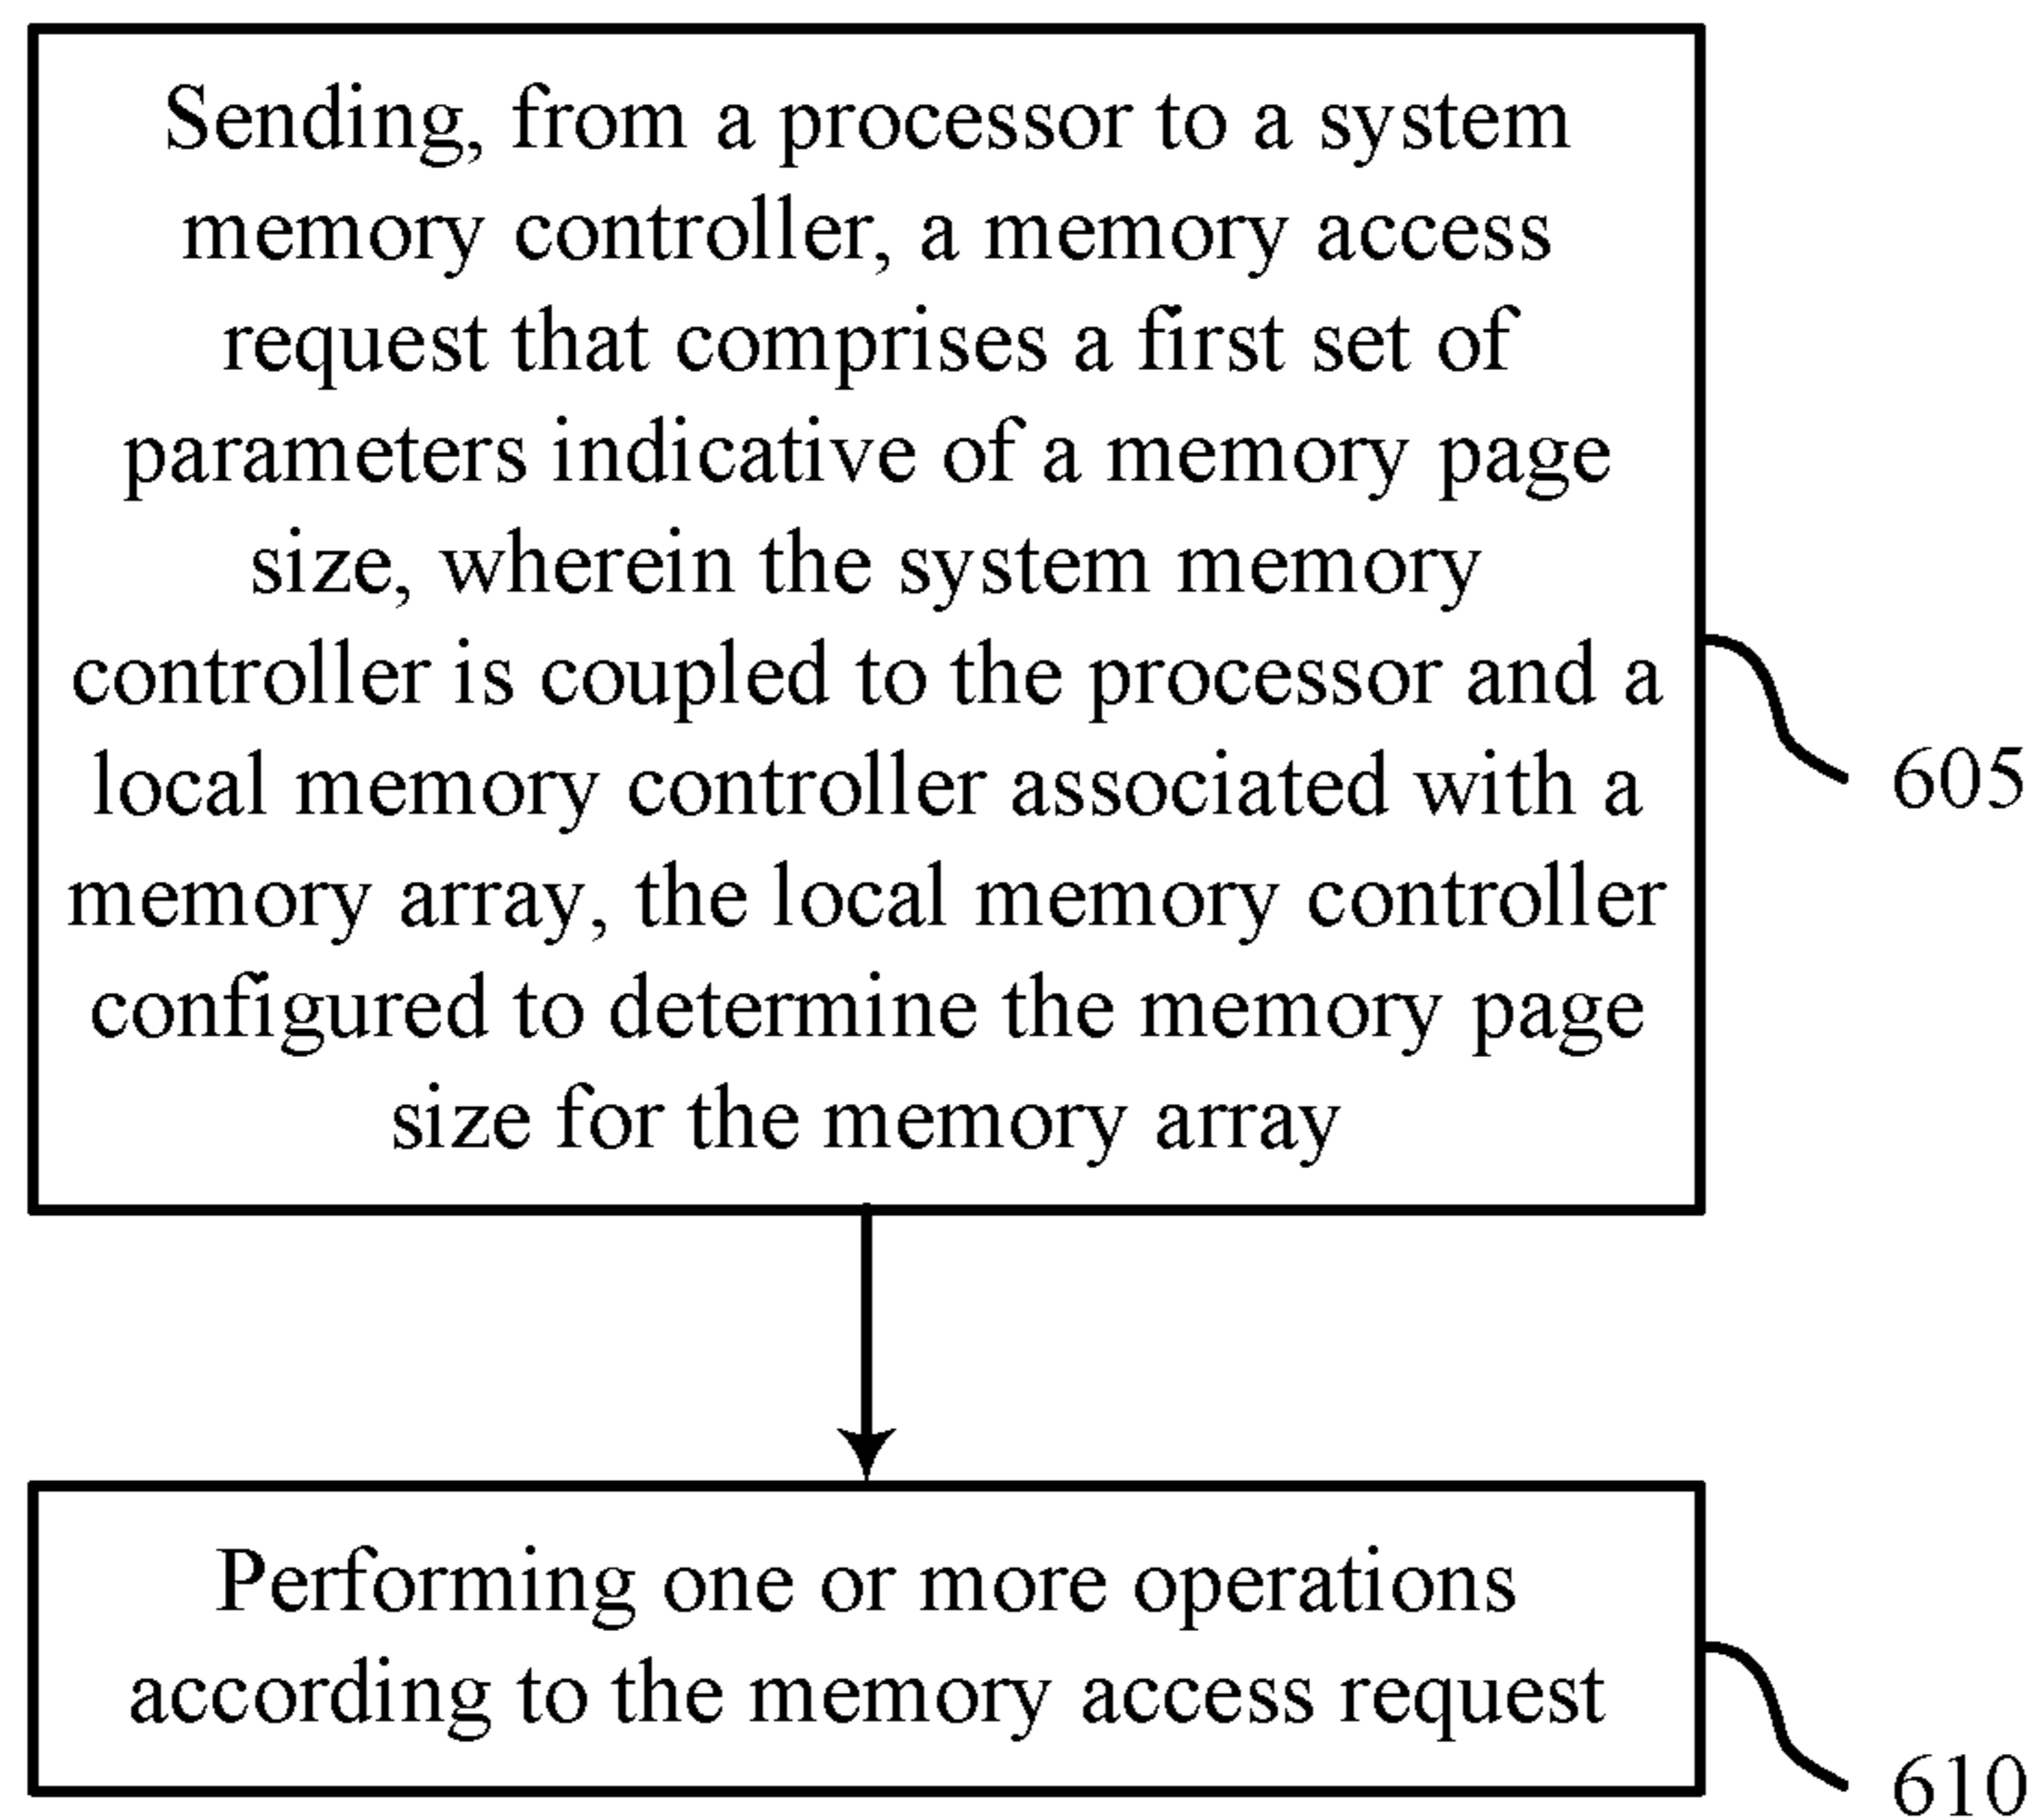 Sending, from a processor to a system
memory controller, a memory access
request that comprises a first set of
parameters indicative of a memory page
size, wherein the system memory
controller is coupled to the processor and a
local memory controller associated with a
memory array, the local memory controller
configured to determine the memory page
size for the memory array
605
Performing one or more operations
according to the memory access request
610